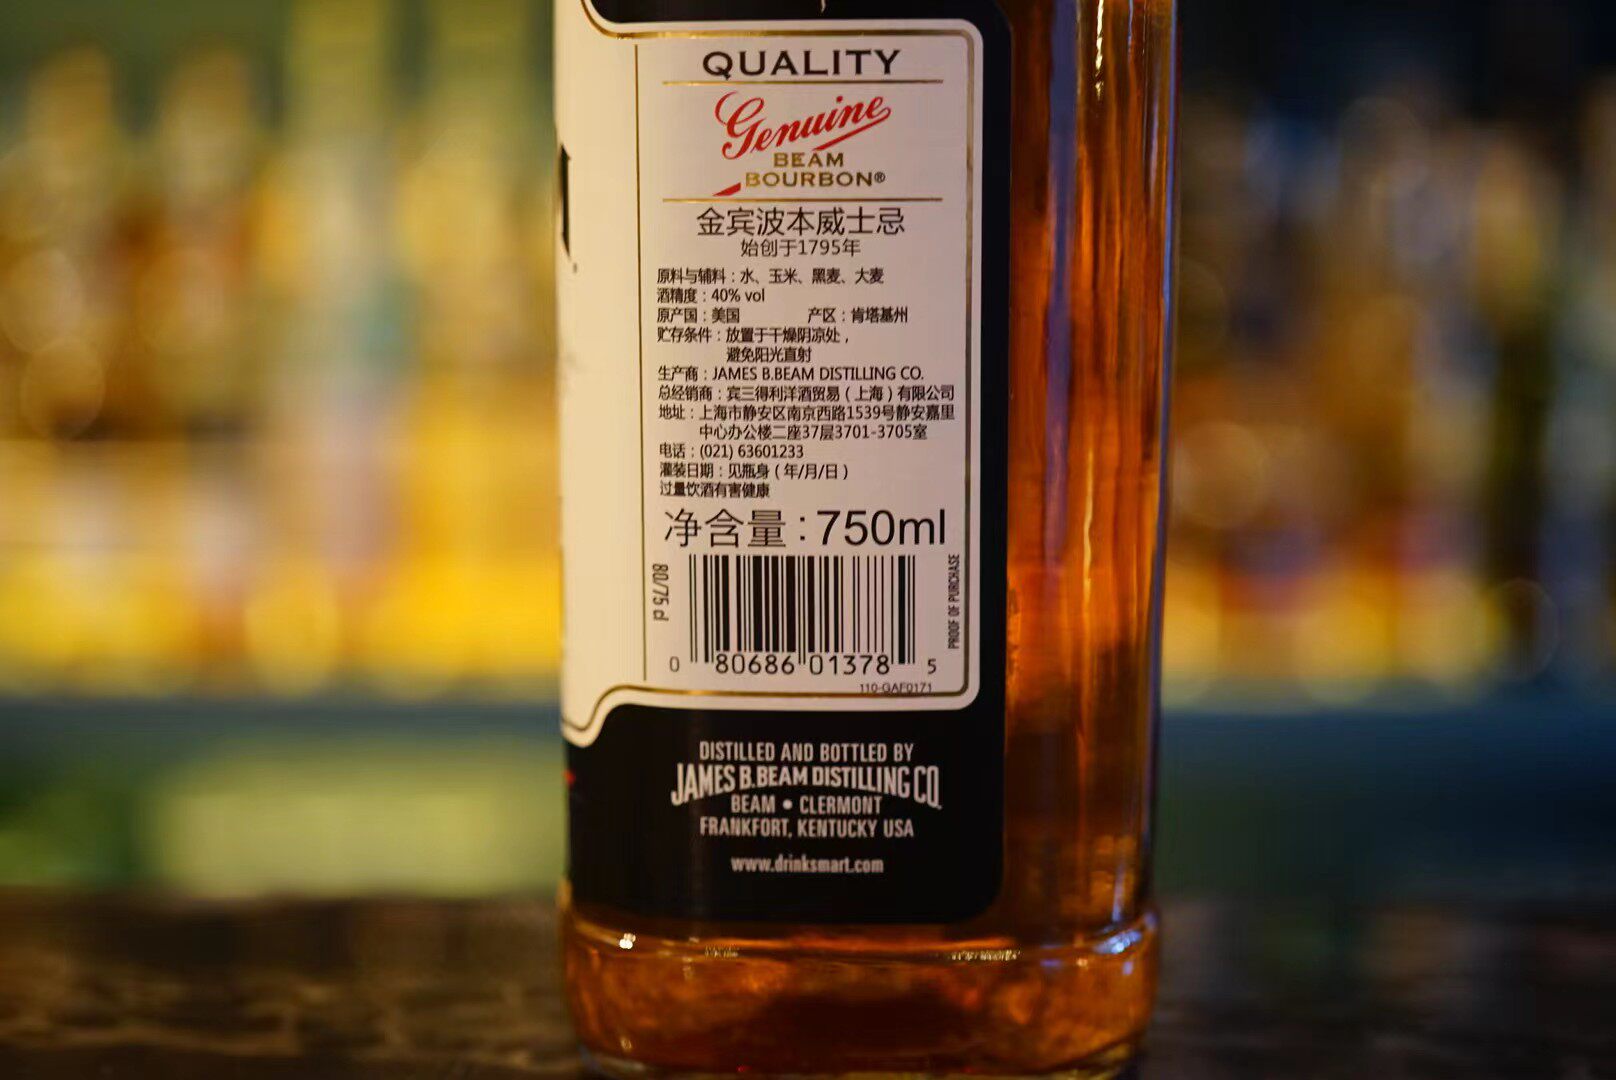 QUALITY
Genuine
BEAM
BOURBON®
金宾波本威士忌
始创于1795年
原料与辅料：水、玉米、黑麦、大麦
酒精度：40% vol
原产国：美国 产区：肯塔基州
贮存条件：放置于干燥阴凉处，
避免阳光直射
生产商：JAMES B.BEAM DISTILLING CO.
总经销商：宾三得利洋酒贸易（上海）有限公司
地址：上海市静安区南京西路1539号静安嘉里
中心办公楼二座37层3701-3705室
电话：(021) 63601233
灌装日期：见瓶身（年/月/日）
过量饮酒有害健康
净含量：750ml
80/75 cl
PROOF OF PURCHASE
0 80686 01378 5
110-GAF0171
DISTILLED AND BOTTLED BY
JAMES B.BEAM DISTILLING CO.
BEAM • CLERMONT
FRANKFORT, KENTUCKY USA
www.drinksmart.com